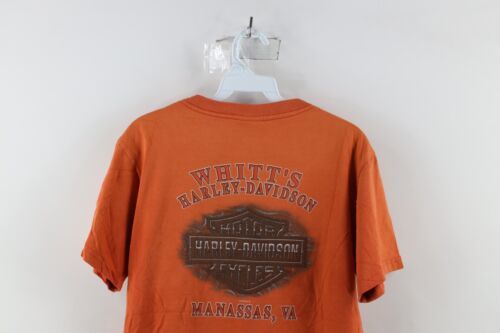 WHITT'S
HARLEY-DAVIDSON
MOTOR
HARLEY-DAVIDSON
CYCLES
MANASSAS, VA